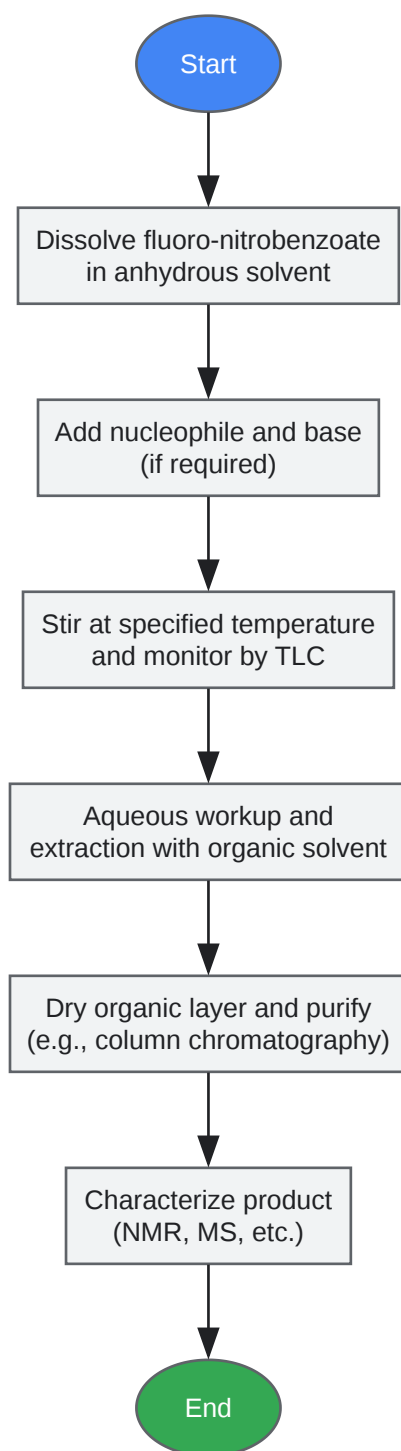 Start
Dissolve fluoro-nitrobenzoate
in anhydrous solvent
Add nucleophile and base
(if required)
Stir at specified temperature
and monitor by TLC
Aqueous workup and
extraction with organic solvent
Dry organic layer and purify
(e.g., column chromatography)
Characterize product
(NMR, MS, etc.)
End